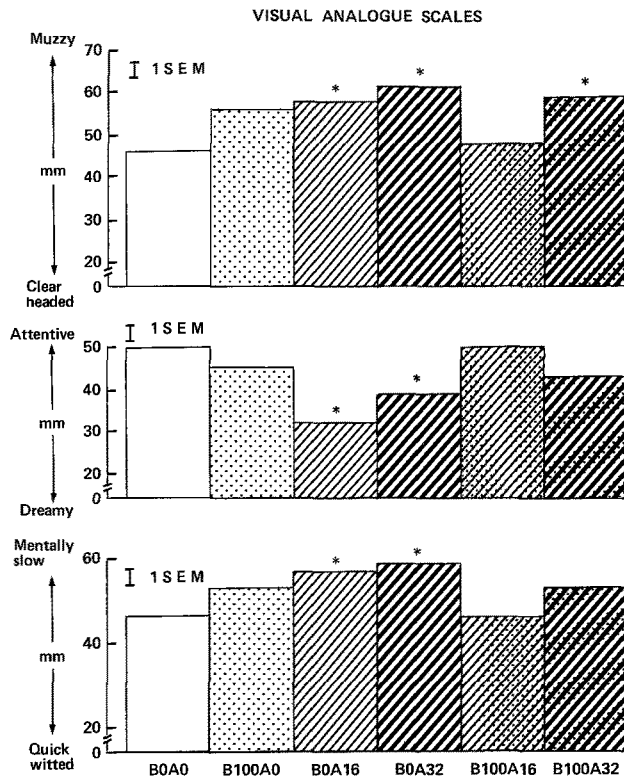 VISUAL ANALOGUE SCALES
Muzzy
70
1 SEM
*
*
*
60
50
mm
40
30
20
0
Clear
headed
Attentive
1 SEM
50
40
*
*
mm
30
20
0
Dreamy
Mentally
slow
60
1 SEM
*
*
40
mm
20
0
Quick
witted
B0A0 B100A0 B0A16 B0A32 B100A16 B100A32